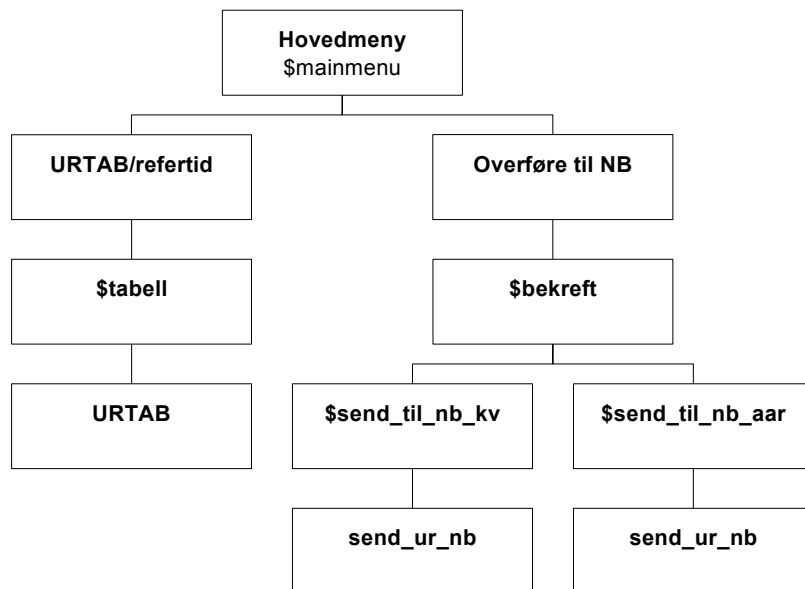 Hovedmeny
$mainmenu
URTAB/refertid
Overføre til NB
$tabell
$bekreft
URTAB
$send_til_nb_kv
$send_til_nb_aar
send_ur_nb
send_ur_nb